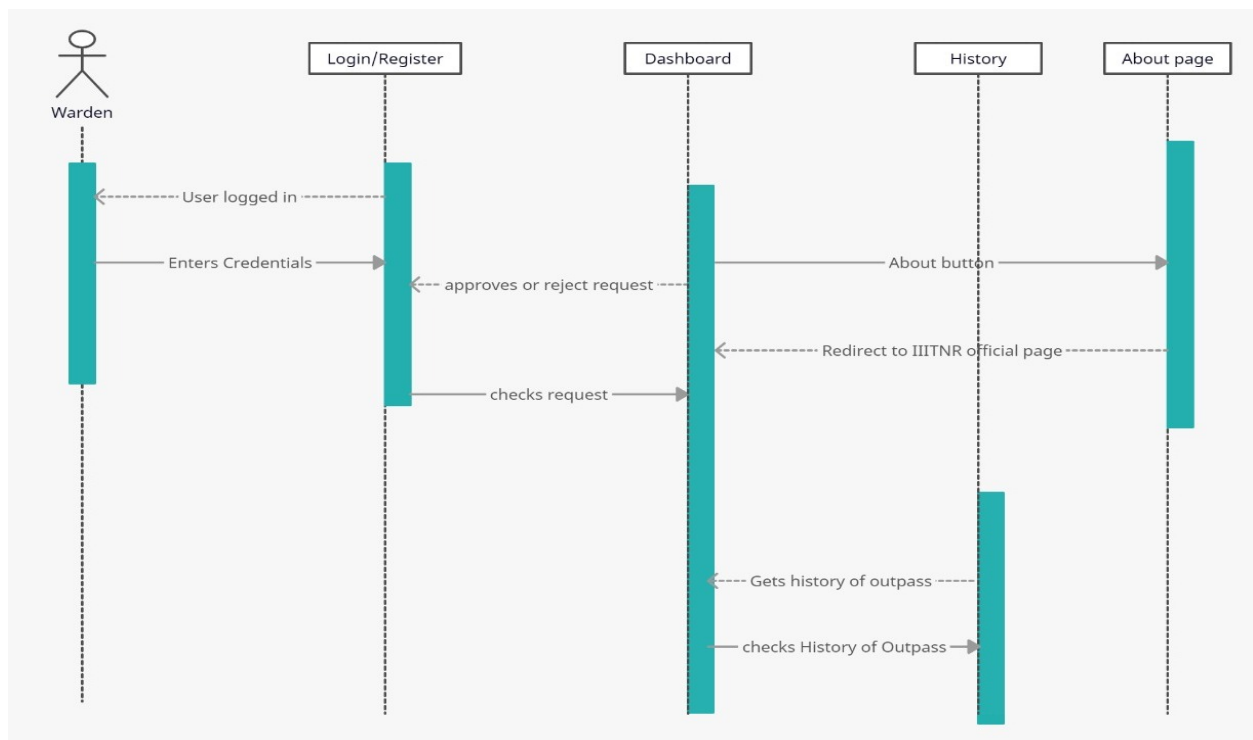 Login/Register
Dashboard
History
About page
Warden
User logged in
Enters Credentials
About button
approves or reject request
Redirect to IIITNR official page
checks request
Gets history of outpass
checks History of Outpass